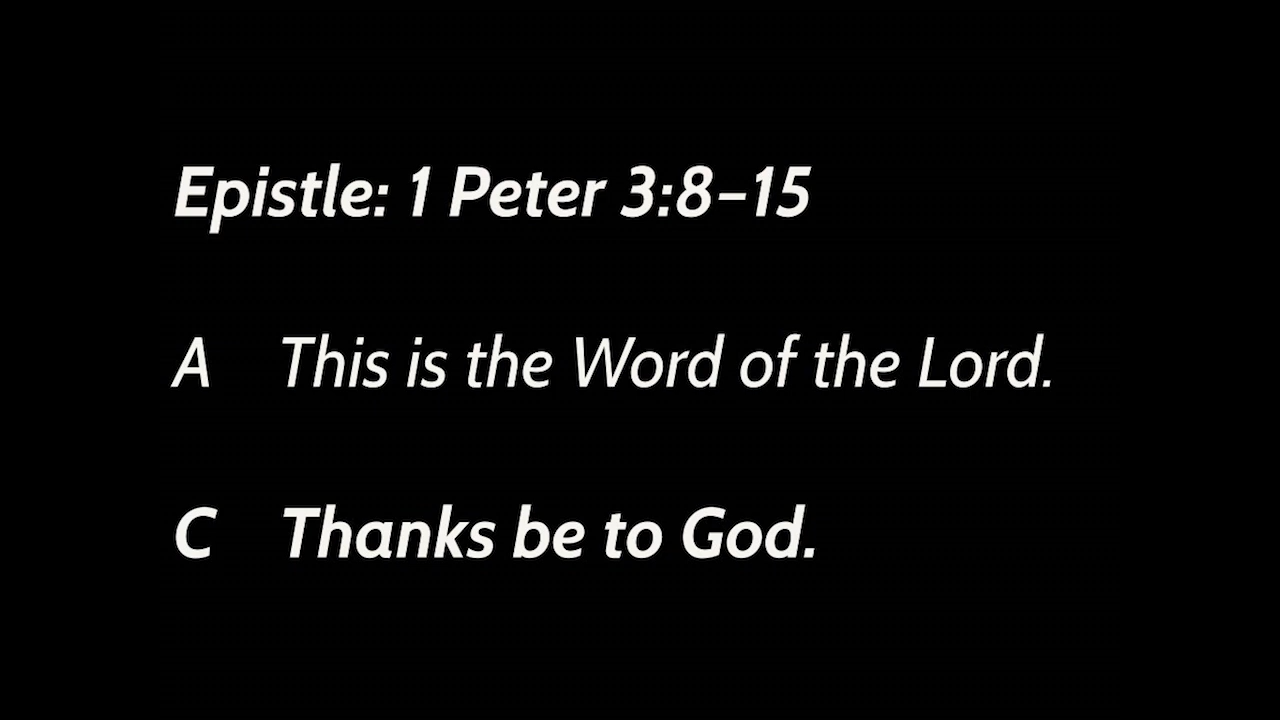 Epistle: 1 Peter 3:8–15
A This is the Word of the Lord.
C Thanks be to God.